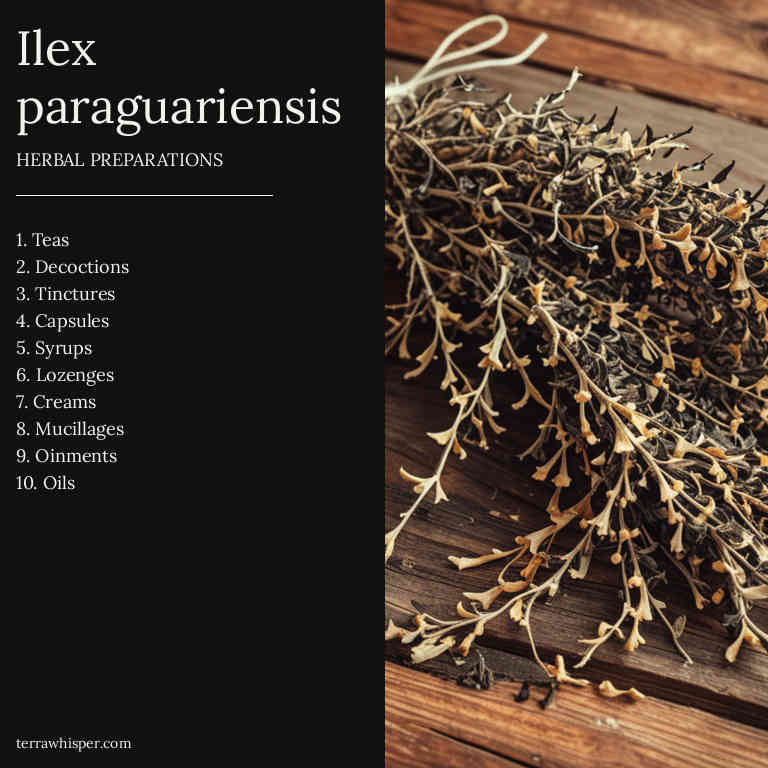 Ilex
paraguariensis
HERBAL PREPARATIONS
1. Teas
2. Decoctions
3. Tinctures
4. Capsules
5. Syrups
6. Lozenges
7. Creams
8. Mucillages
9. Oinments
10. Oils
terrawhisper.com